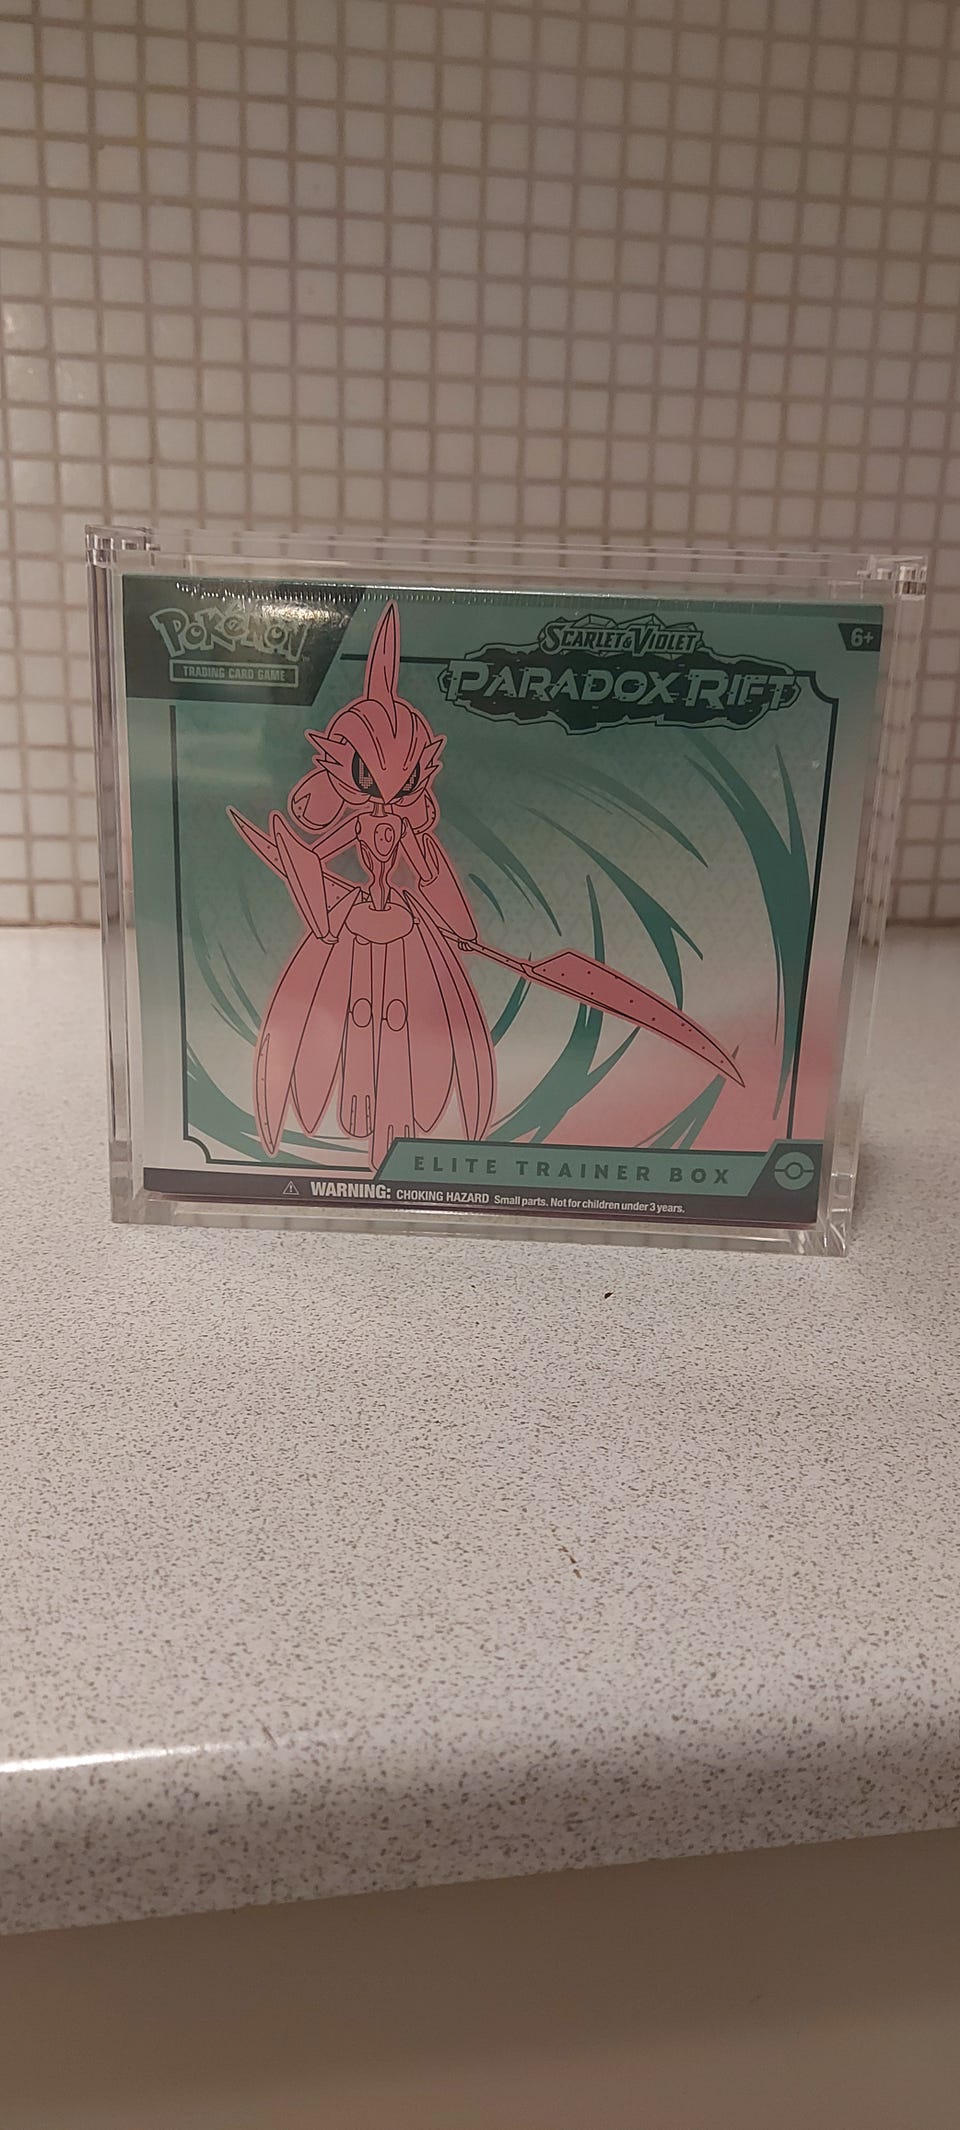 Pokémon
TRADING CARD GAME
SCARLET & VIOLET
PARADOX RIFT
6+
ELITE TRAINER BOX
WARNING: CHOKING HAZARD Small parts. Not for children under 3 years.